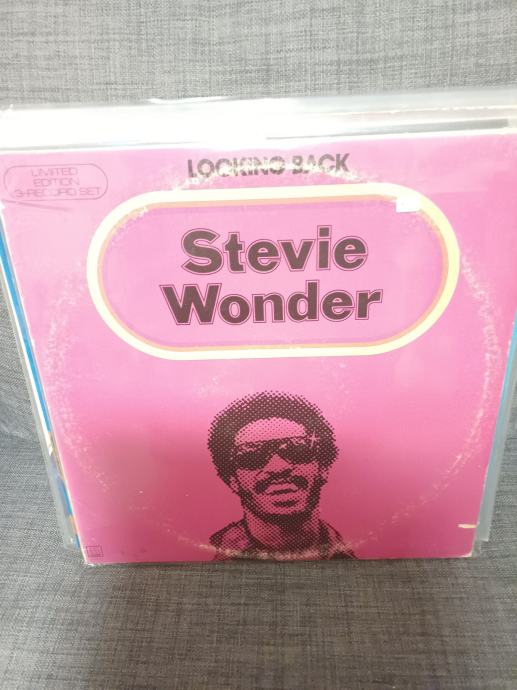 LOOKING BACK
LIMITED
EDITION
3-RECORD SET
Stevie
Wonder